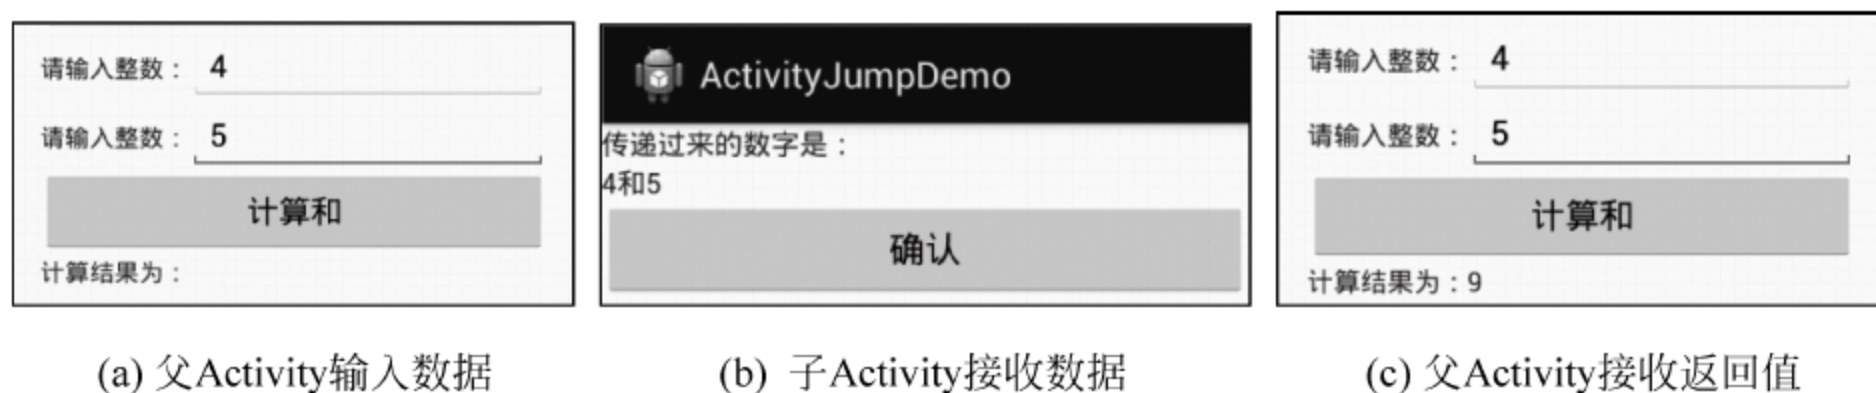 请输入整数： 4
请输入整数： 5
计算和
计算结果为：
(a) 父Activity输入数据
ActivityJumpDemo
传递过来的数字是：
4和5
确认
(b) 子Activity接收数据
请输入整数： 4
请输入整数： 5
计算和
计算结果为：9
(c) 父Activity接收返回值